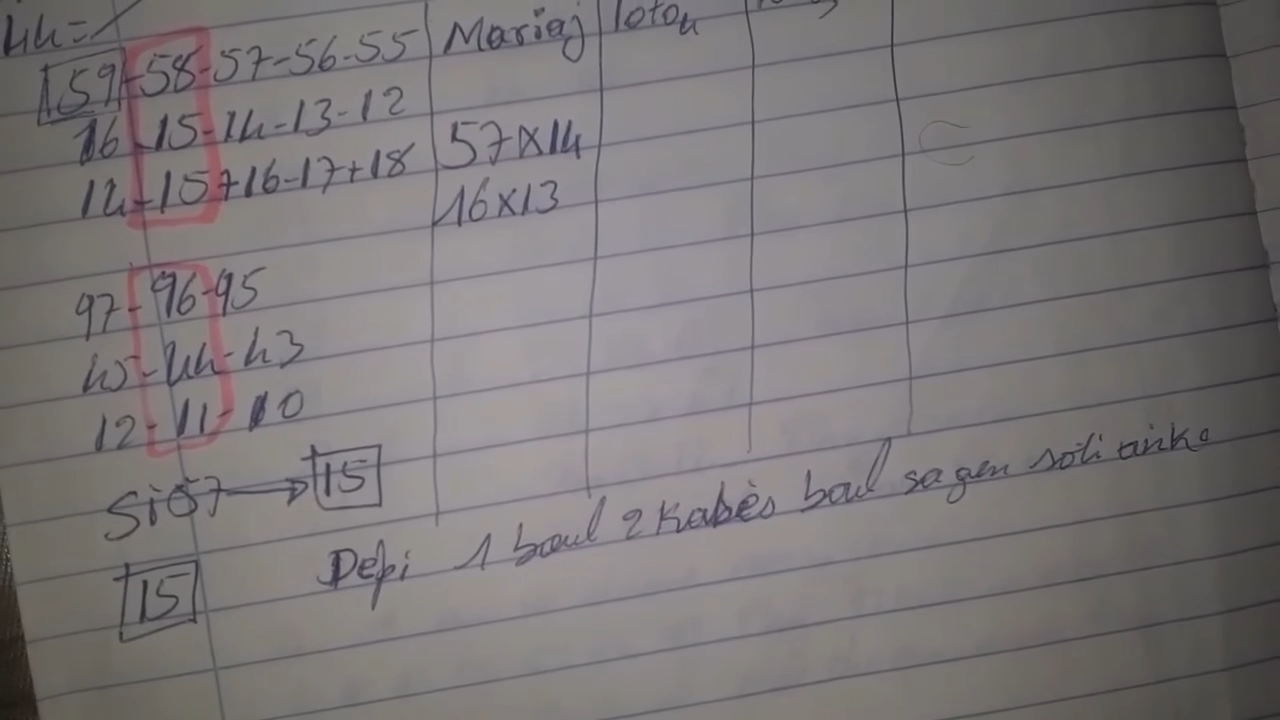 44=
59-58-57-56-55 Mariaj loto4
16-15-14-13-12
14-15+16-17+18 57x14
16x13
97-96-95
45-44-43
12-11-10
Si 07 → 15
Depi 1 boul 2 kabès boul sa gen soti ank.
15